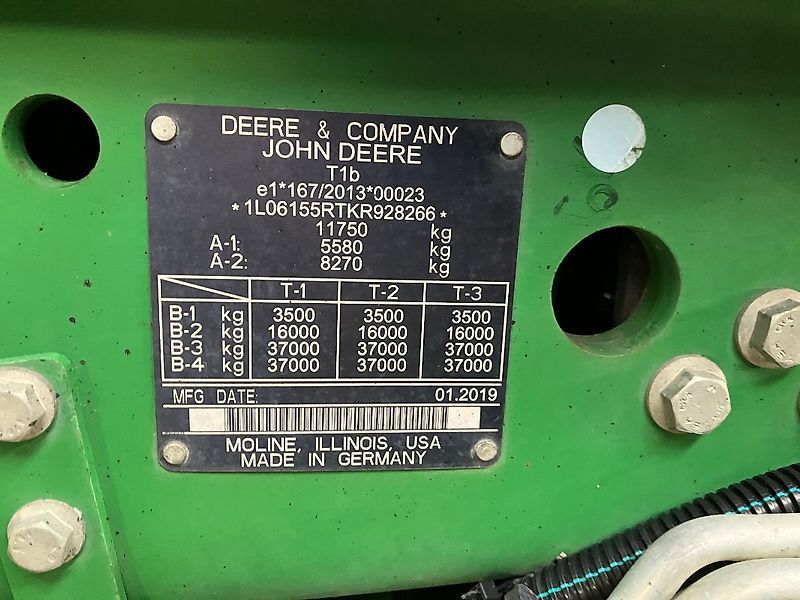 DEERE & COMPANY
JOHN DEERE
T1b
e1*167/2013*00023
*1L06155RTKR928266*
11750 kg
A-1: 5580 kg
A-2: 8270 kg
T-1 T-2 T-3
B-1 kg 3500 3500 3500
B-2 kg 16000 16000 16000
B-3 kg 37000 37000 37000
B-4 kg 37000 37000 37000
MFG DATE: 01.2019
MOLINE, ILLINOIS, USA
MADE IN GERMANY